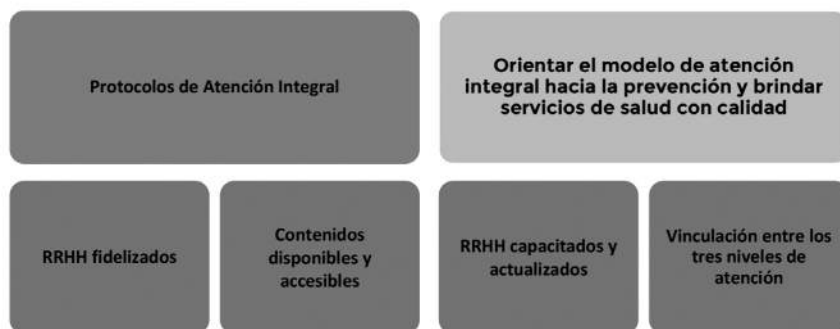 Protocolos de Atención Integral
Orientar el modelo de atención
integral hacia la prevención y brindar
servicios de salud con calidad
RRHH fidelizados
Contenidos
disponibles y
accesibles
RRHH capacitados y
actualizados
Vinculación entre los
tres niveles de
atención